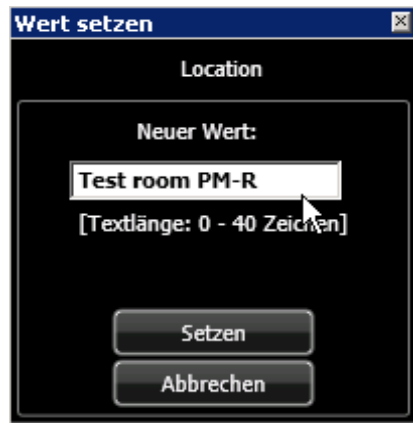 Wert setzen
Location
Neuer Wert:
Test room PM-R
[Textlänge: 0 - 40 Zeichen]
Setzen
Abbrechen